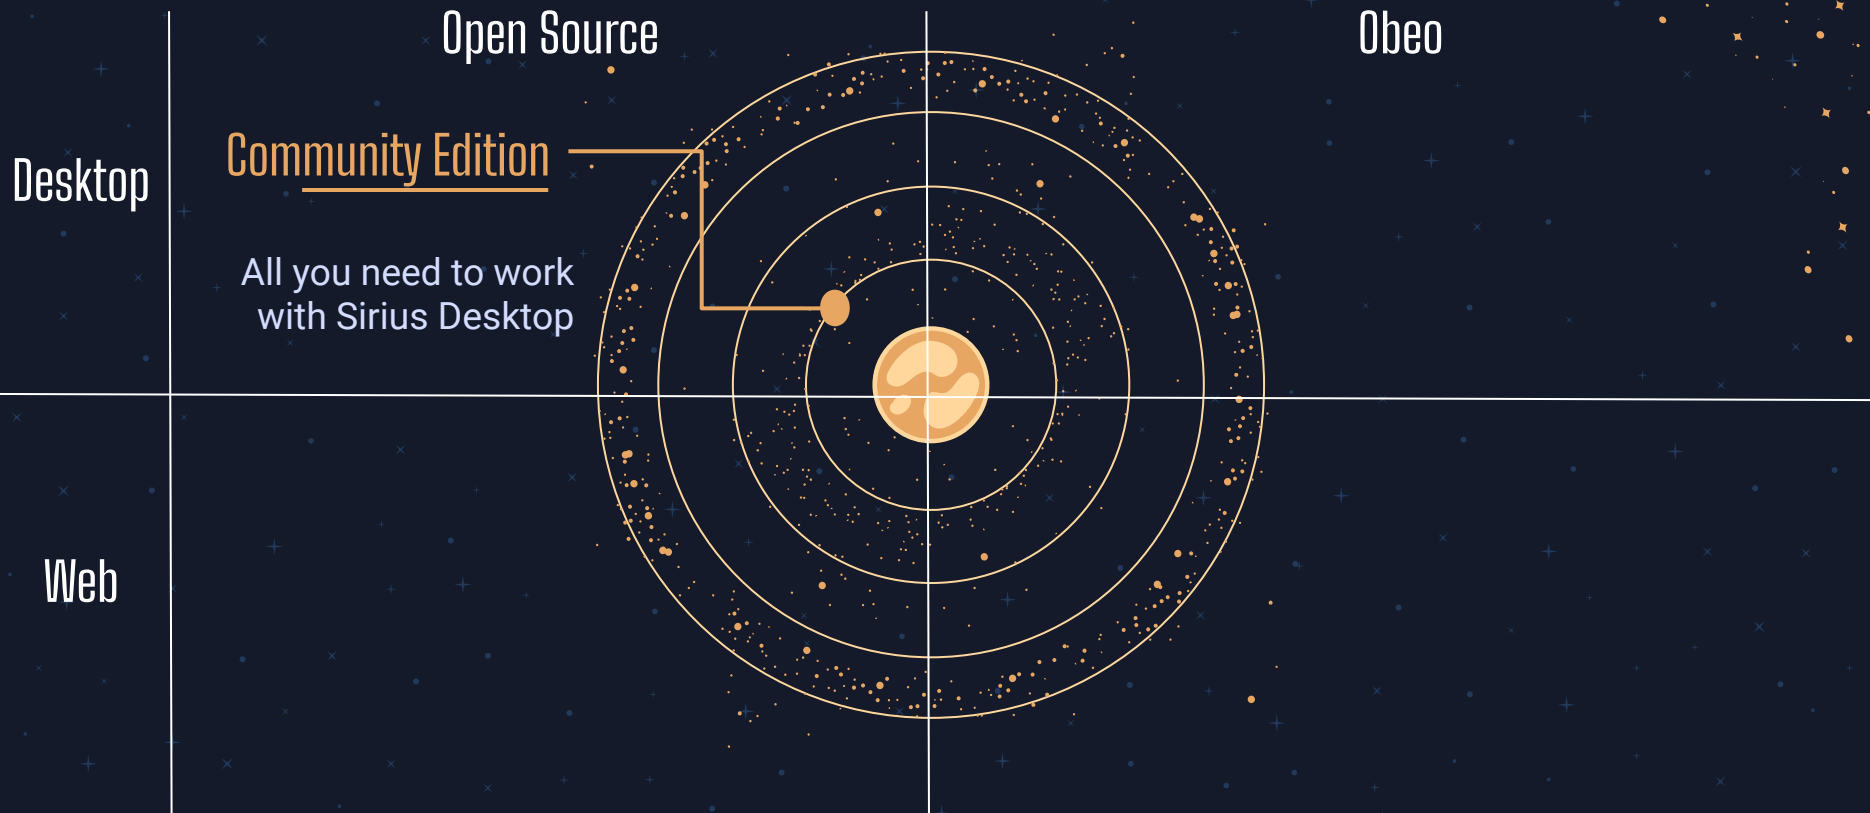 Open Source
Obeo
Desktop
Community Edition
All you need to work
with Sirius Desktop
Web